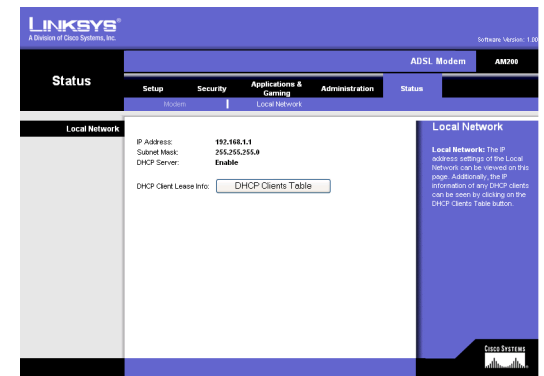 LINKSYS®
A Division of Cisco Systems, Inc.
Software Version: 1.00
ADSL Modem AM200
Status
Setup Security Applications & Gaming Administration Status
Modem Local Network
Local Network
IP Address: 192.168.1.1
Subnet Mask: 255.255.255.0
DHCP Server: Enable
DHCP Client Lease Info: DHCP Clients Table
Local Network
Local Network: The IP
address settings of the Local
Network can be viewed on this
page. Additionally, the IP
information of any DHCP clients
can be seen by clicking on the
DHCP Clients Table button.
CISCO SYSTEMS